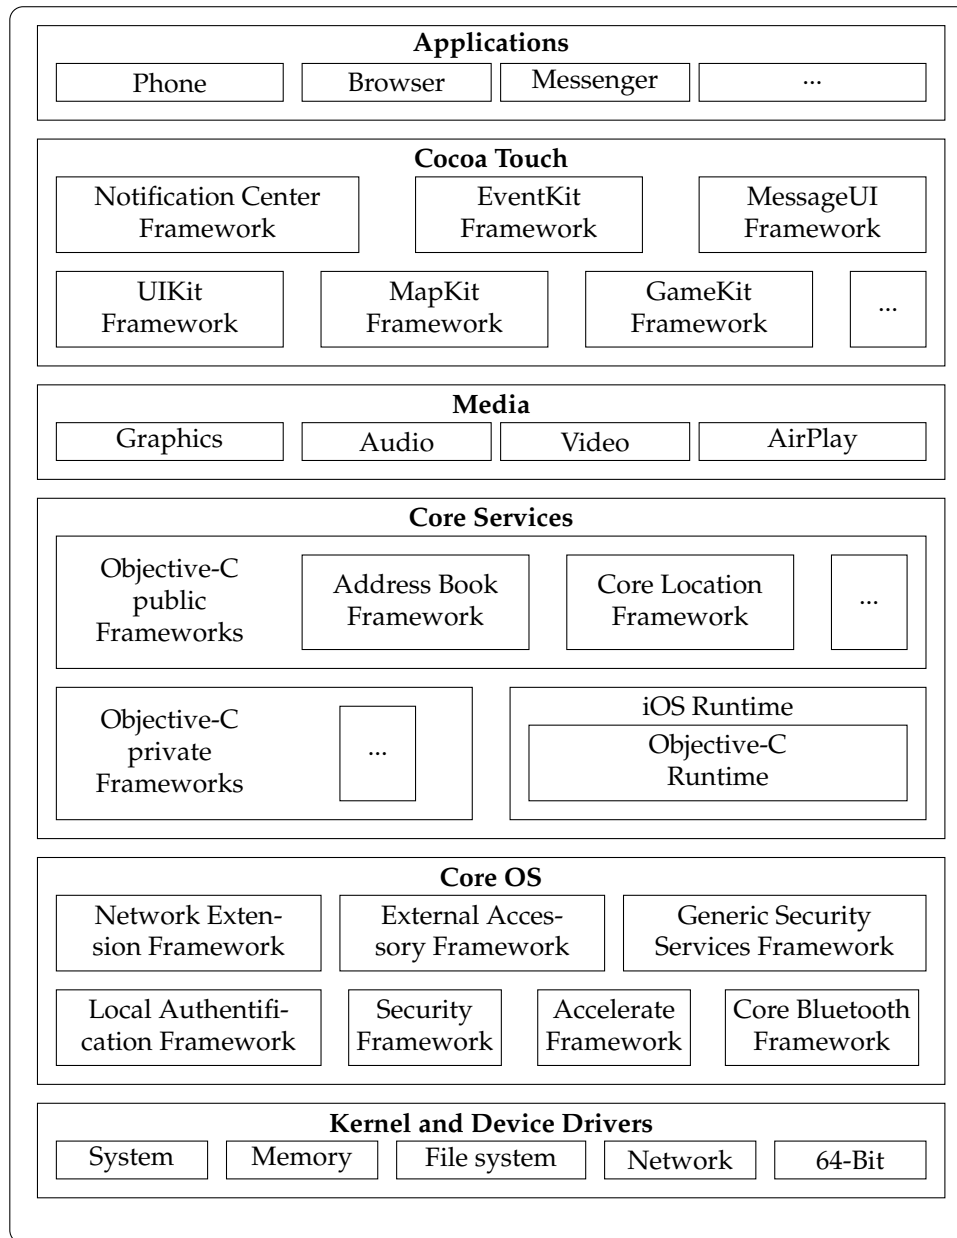 Applications
Phone
Browser
Messenger
...
Cocoa Touch
Notification Center
Framework
EventKit
Framework
MessageUI
Framework
UIKit
Framework
MapKit
Framework
GameKit
Framework
...
Media
Graphics
Audio
Video
AirPlay
Core Services
Objective-C
public
Frameworks
Address Book
Framework
Core Location
Framework
...
Objective-C
private
Frameworks
...
iOS Runtime
Objective-C
Runtime
Core OS
Network Exten-
sion Framework
External Acces-
sory Framework
Generic Security
Services Framework
Local Authentifi-
cation Framework
Security
Framework
Accelerate
Framework
Core Bluetooth
Framework
Kernel and Device Drivers
System
Memory
File system
Network
64-Bit